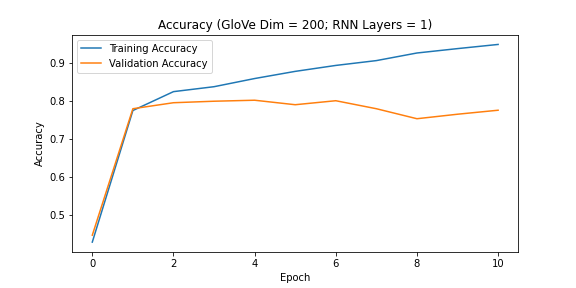 Accuracy (GloVe Dim = 200; RNN Layers = 1)
Training Accuracy
Validation Accuracy
0.9
0.8
0.7
0.6
0.5
Accuracy
0 2 4 6 8 10
Epoch